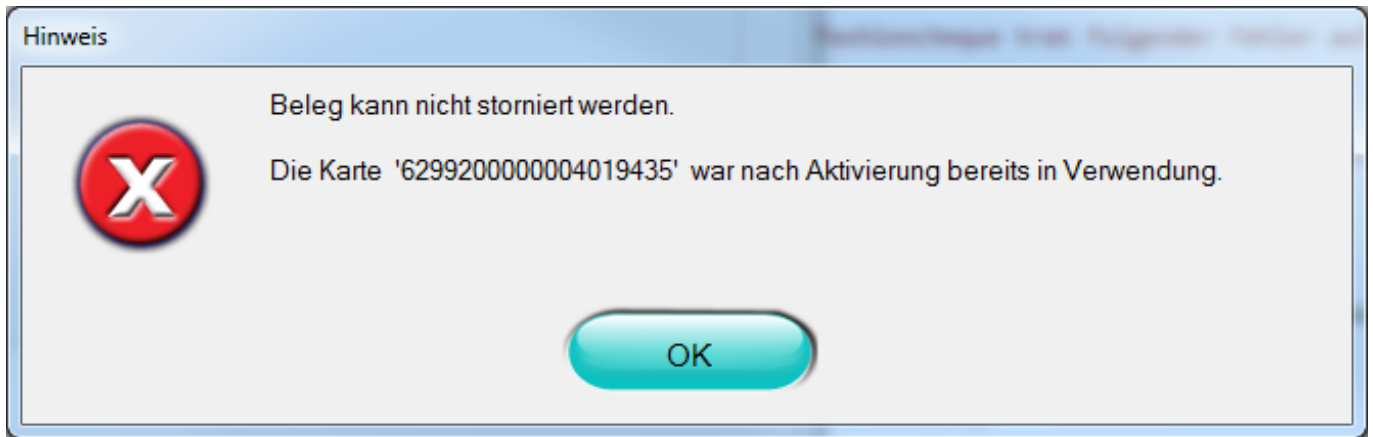 Hinweis
Beleg kann nicht storniert werden.
Die Karte '6299200000004019435' war nach Aktivierung bereits in Verwendung.
OK